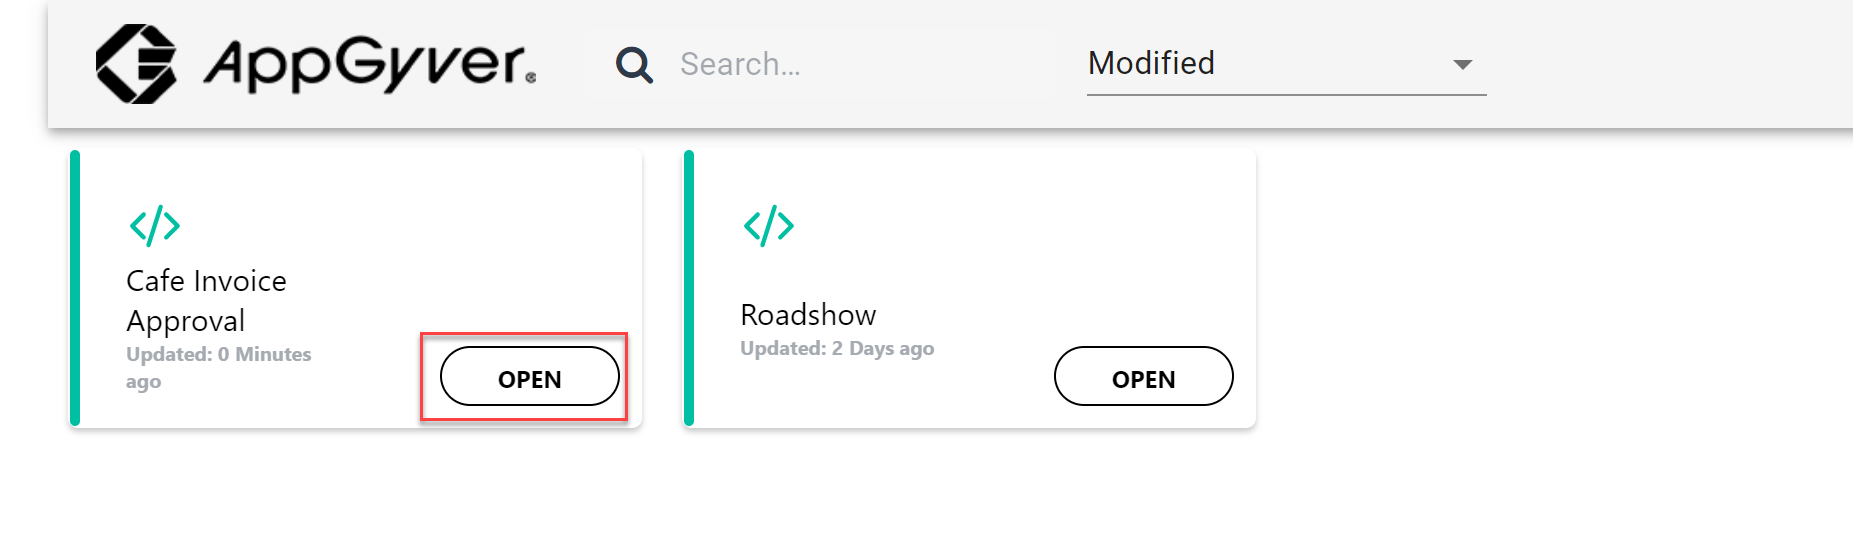 AppGyver
Search...
Modified
Cafe Invoice
Approval
Updated: 0 Minutes
ago
OPEN
Roadshow
Updated: 2 Days ago
OPEN